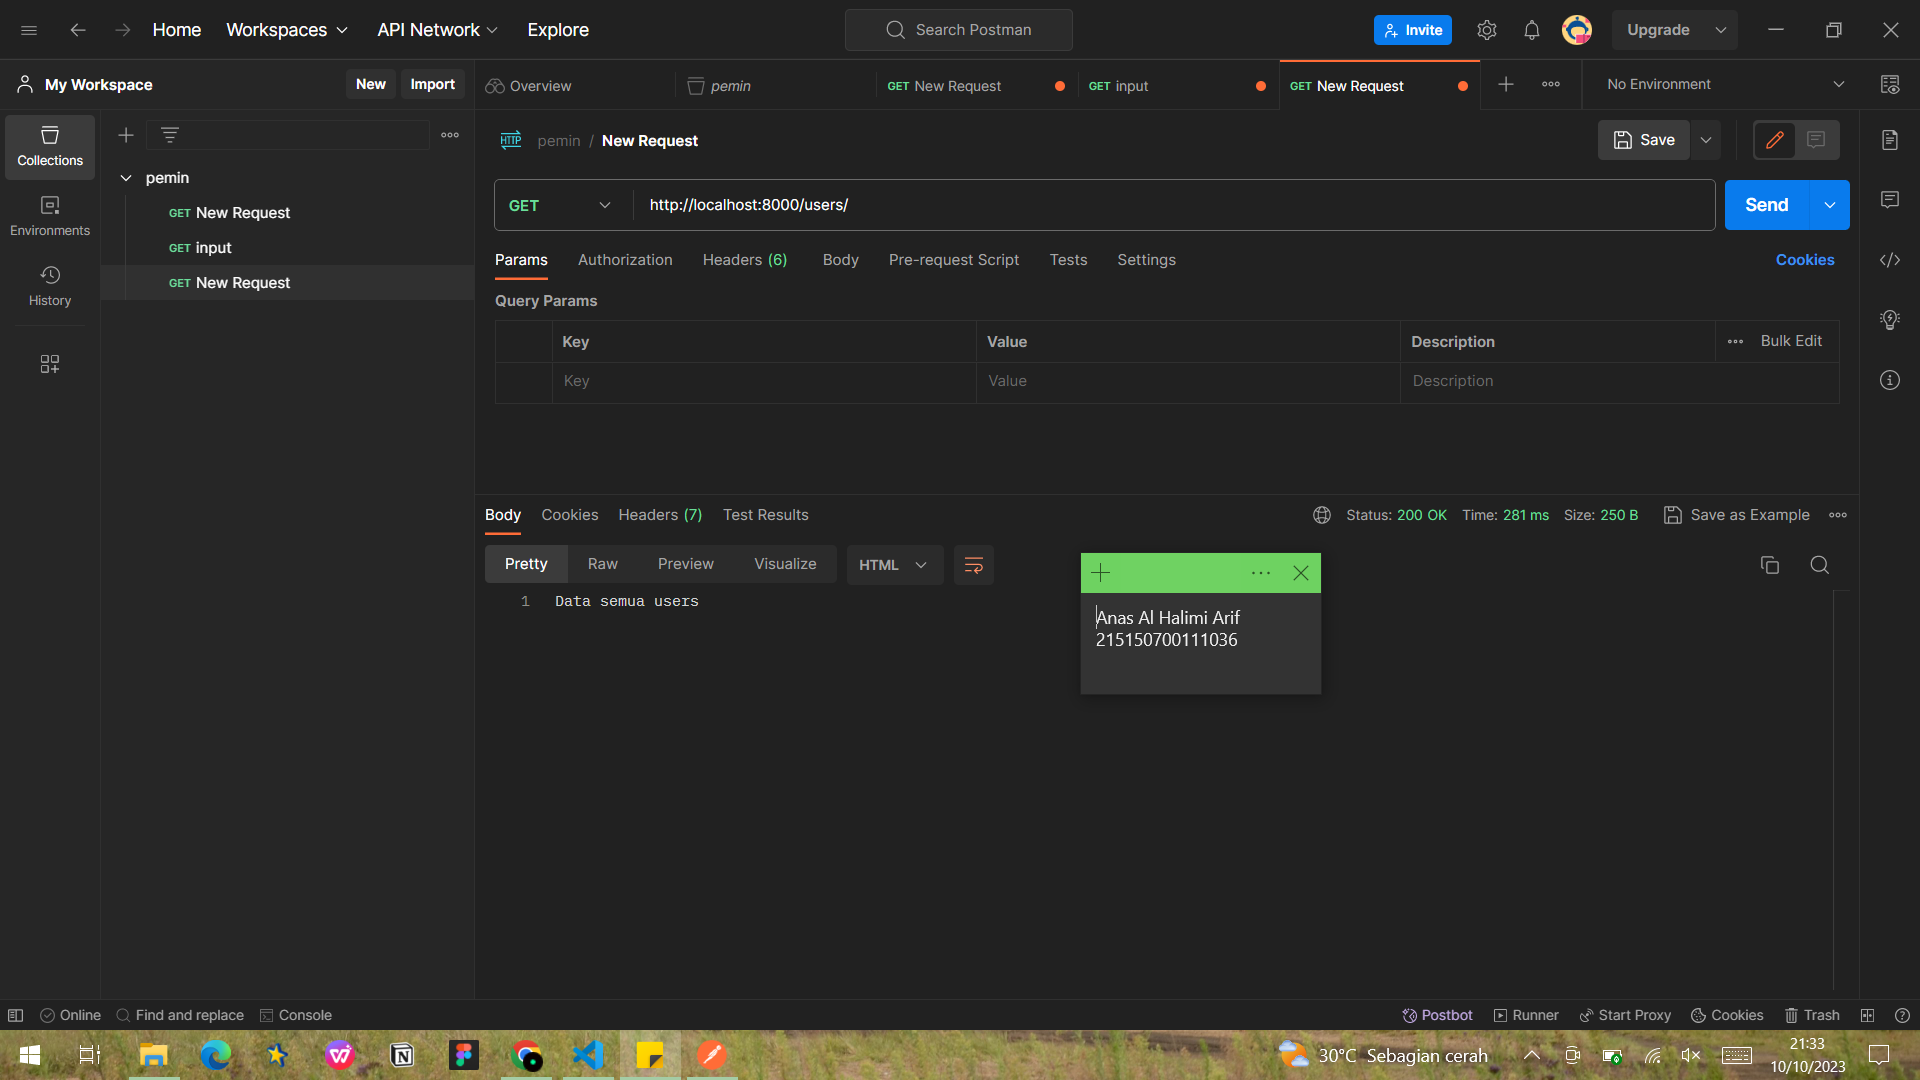 Home Workspaces API Network Explore Search Postman Invite Upgrade
My Workspace New Import Overview pemin GET New Request GET input GET New Request No Environment
HTTP pemin / New Request Save
Collections
pemin
GET New Request
GET input
GET New Request
Environments
History
GET http://localhost:8000/users/ Send
Params Authorization Headers (6) Body Pre-request Script Tests Settings Cookies
Query Params
Key Value Description Bulk Edit
Key Value Description
Body Cookies Headers (7) Test Results Status: 200 OK Time: 281 ms Size: 250 B Save as Example
Pretty Raw Preview Visualize HTML
1 Data semua users
Anas Al Halimi Arif
215150700111036
Online Find and replace Console Postbot Runner Start Proxy Cookies Trash
30°C Sebagian cerah 21:33
10/10/2023